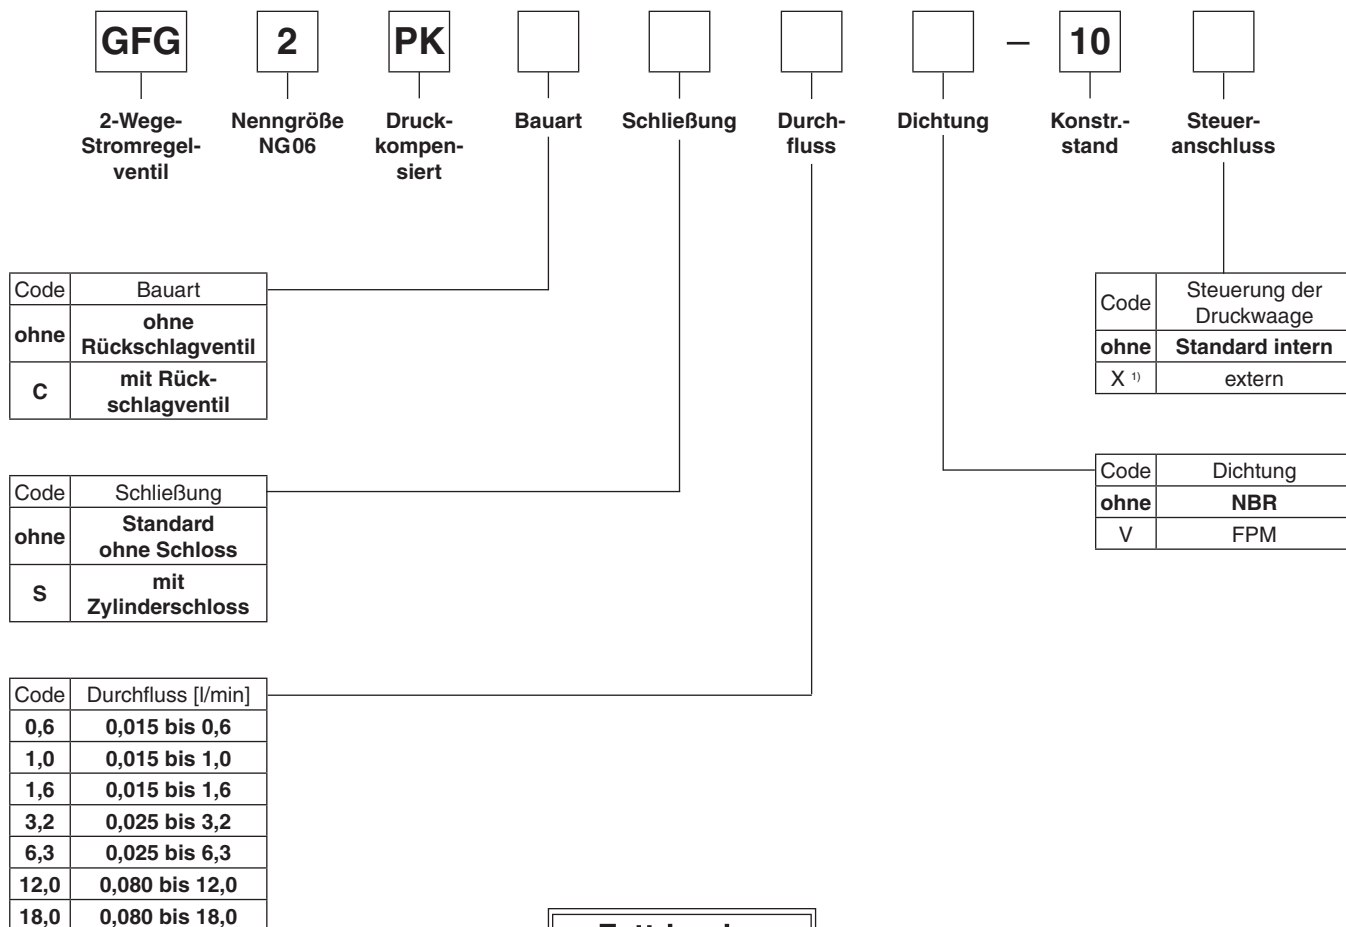 GFG 2 PK – 10
2-Wege- Nenngröße Druck- Bauart Schließung Durch- Dichtung Konstr.- Steuer-
Stromregel- NG06 kompen- fluss stand anschluss
ventil siert
Code Bauart
ohne ohne
Rückschlagventil
C mit Rück-
schlagventil
Code Steuerung der
Druckwaage
ohne Standard intern
X 1) extern
Code Schließung
ohne Standard
ohne Schloss
S mit
Zylinderschloss
Code Dichtung
ohne NBR
V FPM
Code Durchfluss [l/min]
0,6 0,015 bis 0,6
1,0 0,015 bis 1,0
1,6 0,015 bis 1,6
3,2 0,025 bis 3,2
6,3 0,025 bis 6,3
12,0 0,080 bis 12,0
18,0 0,080 bis 18,0